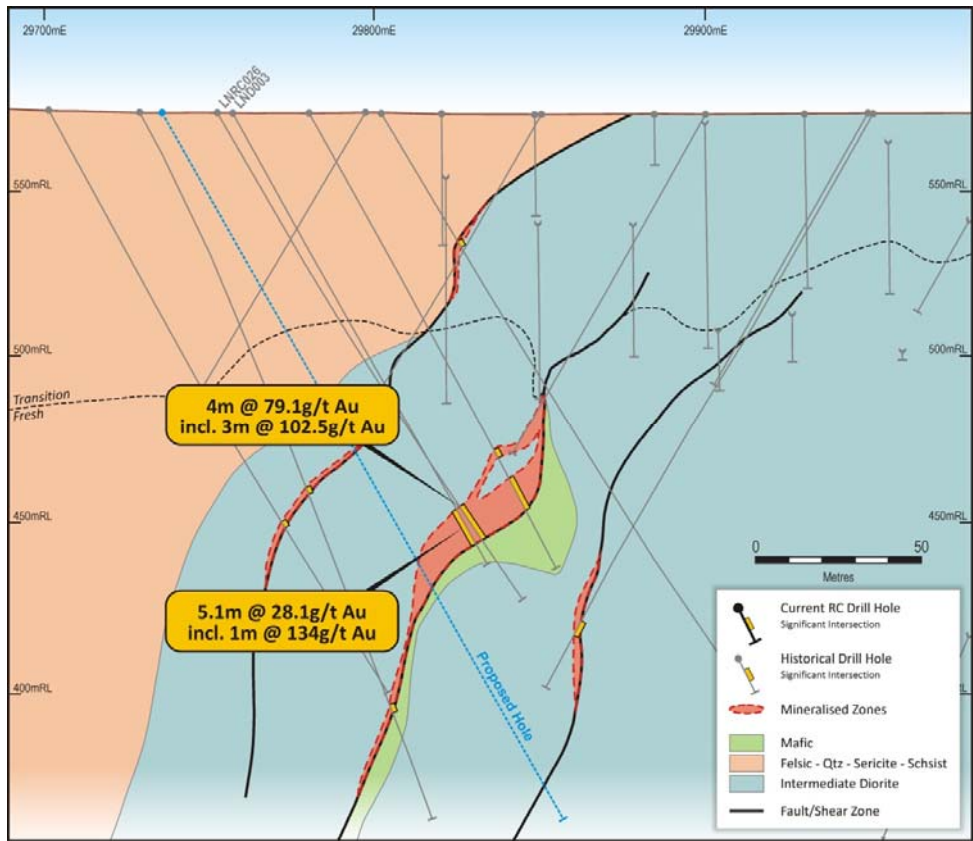 29700mE
29800mE
29900mE
LNRC026
LND003
550mRL
550mRL
500mRL
500mRL
Transition
Fresh
4m @ 79.1g/t Au
incl. 3m @ 102.5g/t Au
450mRL
450mRL
0
50
Metres
5.1m @ 28.1g/t Au
incl. 1m @ 134g/t Au
Proposed Hole
400mRL
400mRL
Current RC Drill Hole
Significant Intersection
Historical Drill Hole
Significant Intersection
Mineralised Zones
Mafic
Felsic - Qtz - Sericite - Schsist
Intermediate Diorite
Fault/Shear Zone